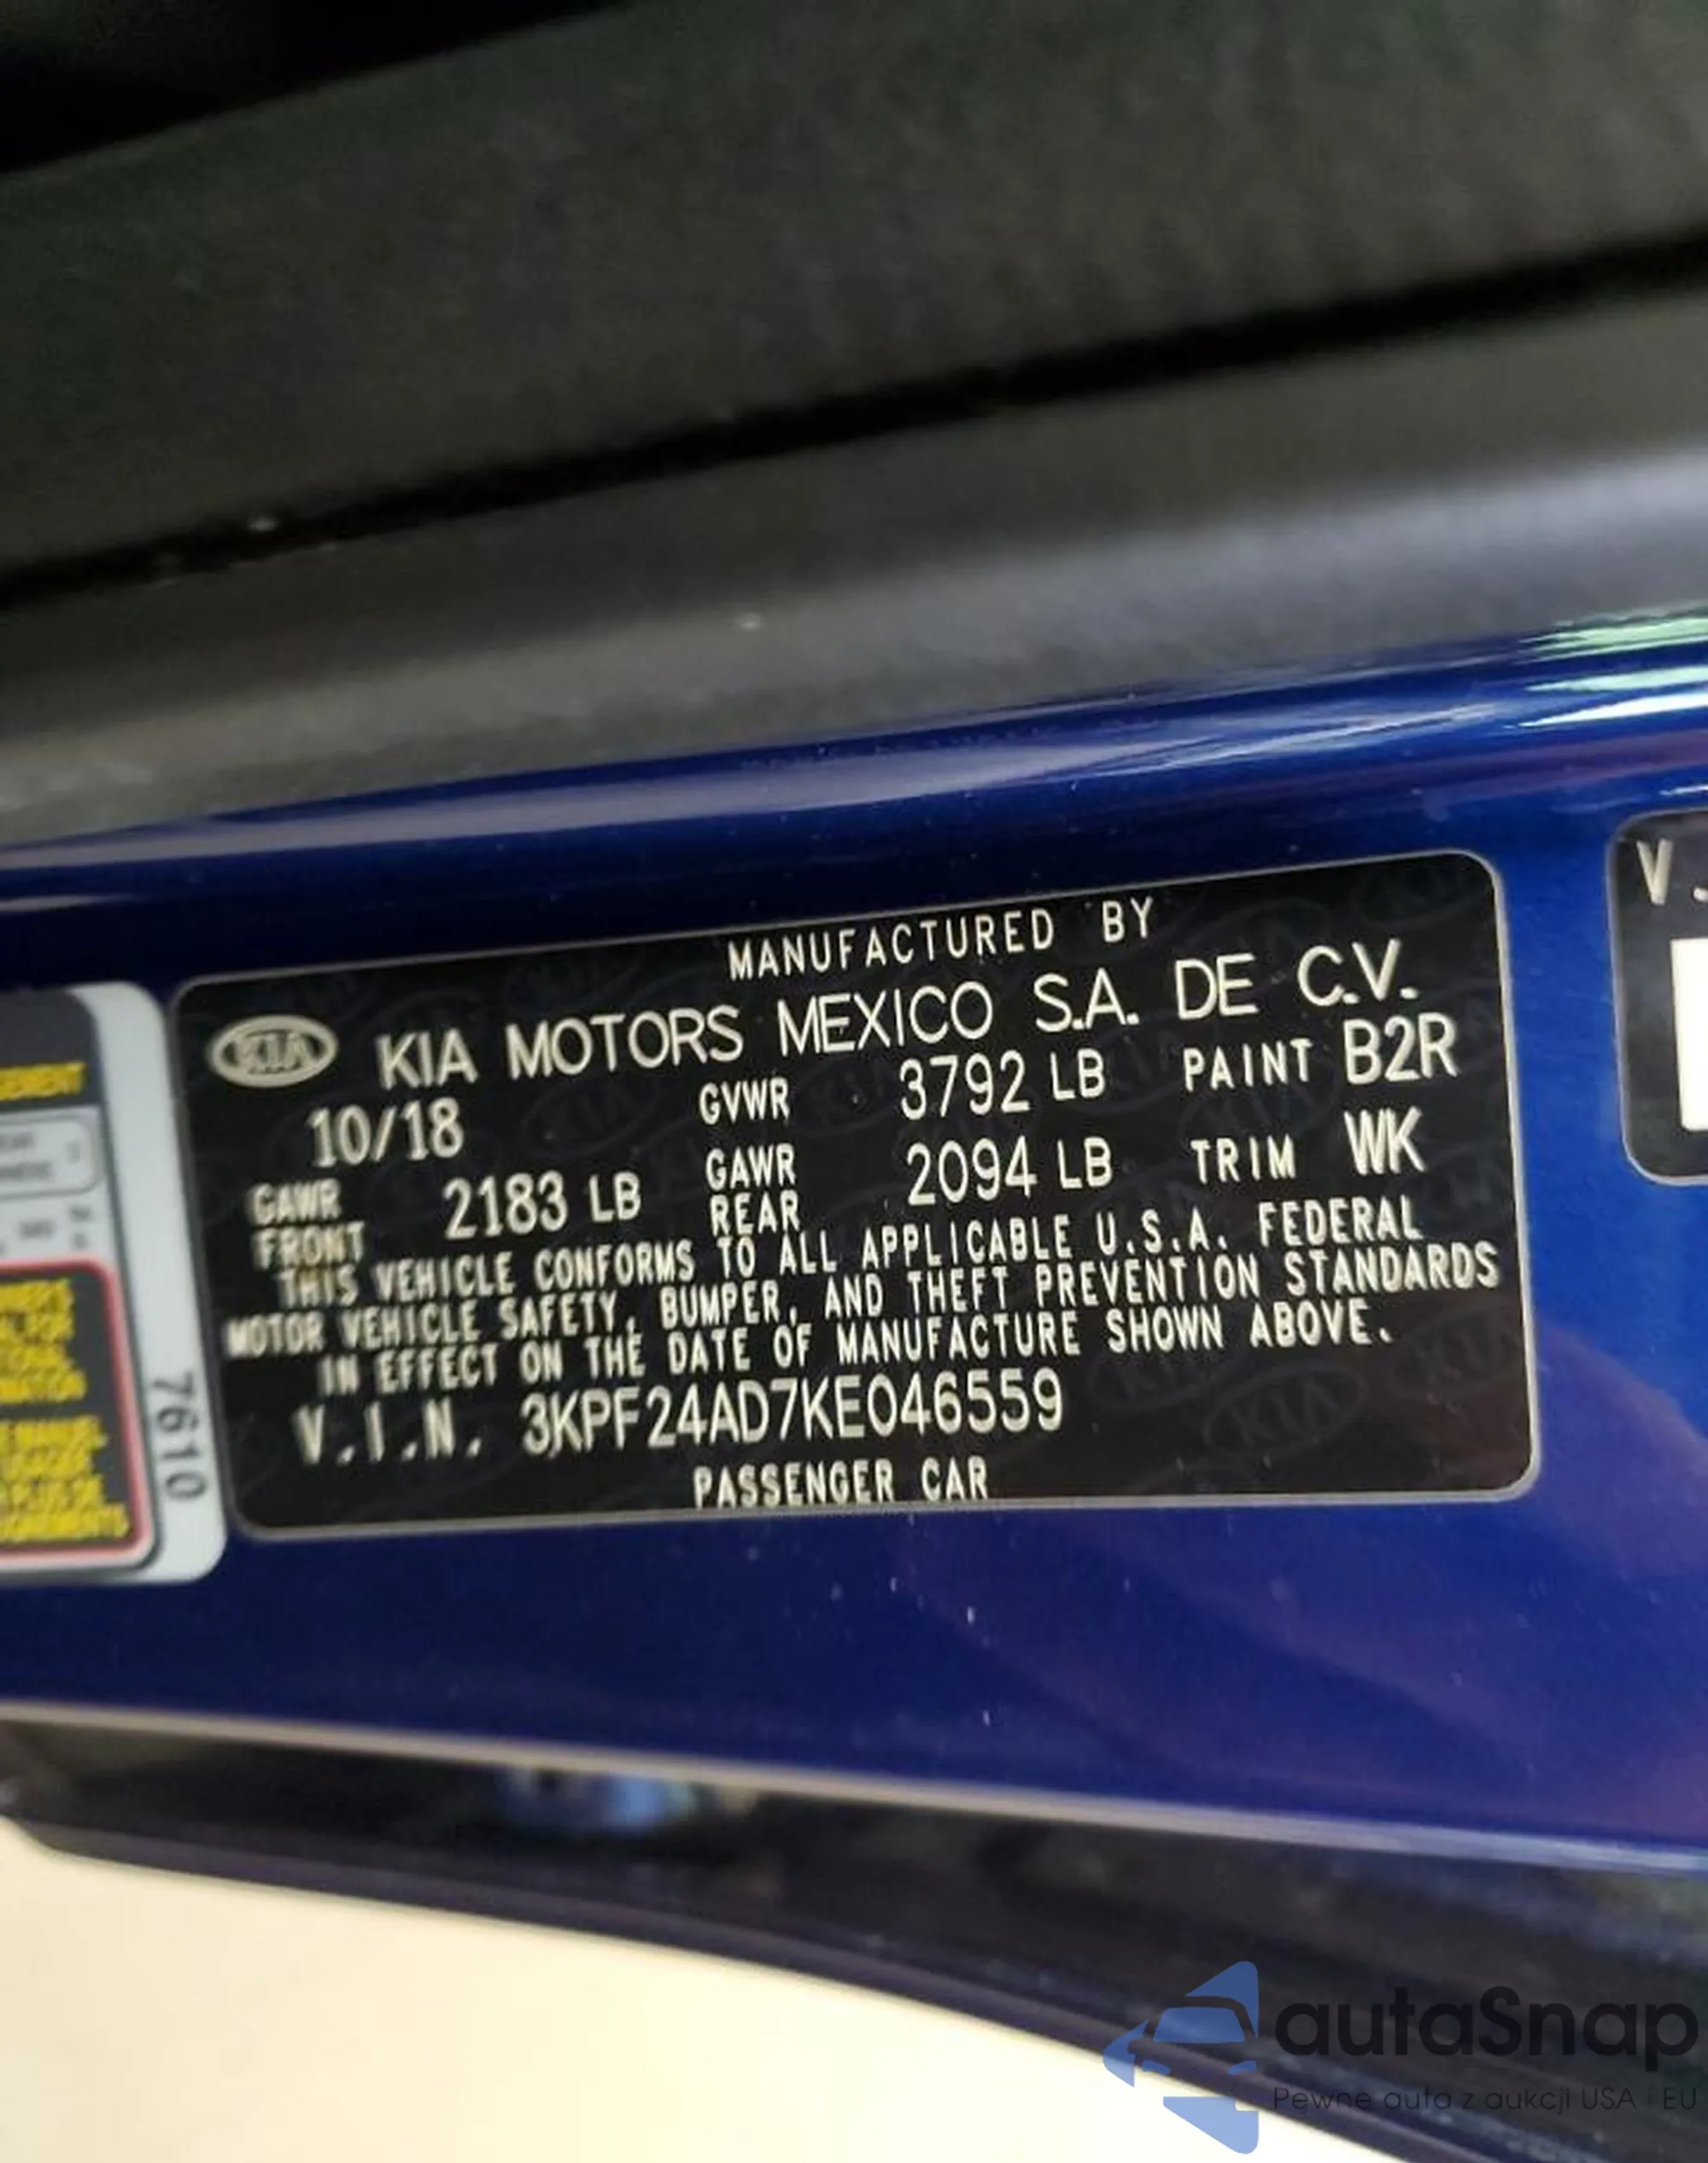 MANUFACTURED BY
KIA KIA MOTORS MEXICO S.A. DE C.V.
10/18 GVWR 3792 LB PAINT B2R
GAWR FRONT 2183 LB GAWR REAR 2094 LB TRIM WK
THIS VEHICLE CONFORMS TO ALL APPLICABLE U.S.A. FEDERAL
MOTOR VEHICLE SAFETY, BUMPER, AND THEFT PREVENTION STANDARDS
IN EFFECT ON THE DATE OF MANUFACTURE SHOWN ABOVE.
V.I.N. 3KPF24AD7KE046559
PASSENGER CAR
7610
V
autaSnap
Pewne auta z aukcji USA i EU